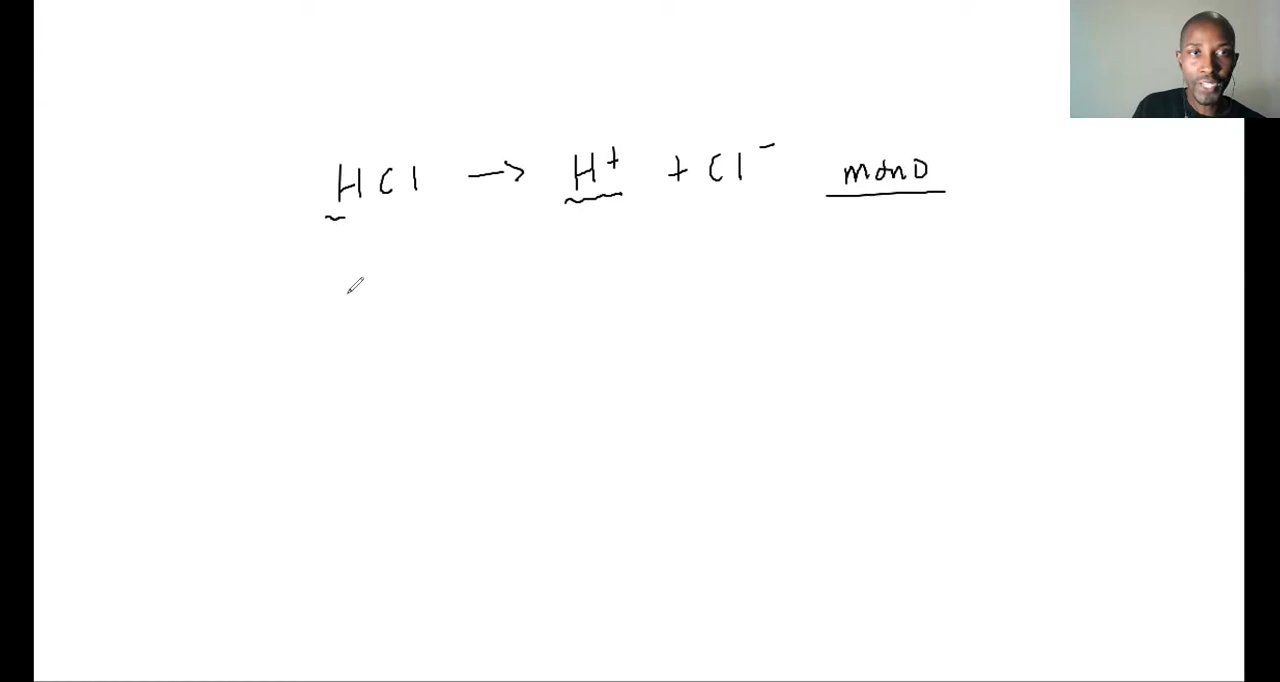 HCl → H⁺ + Cl⁻ mono